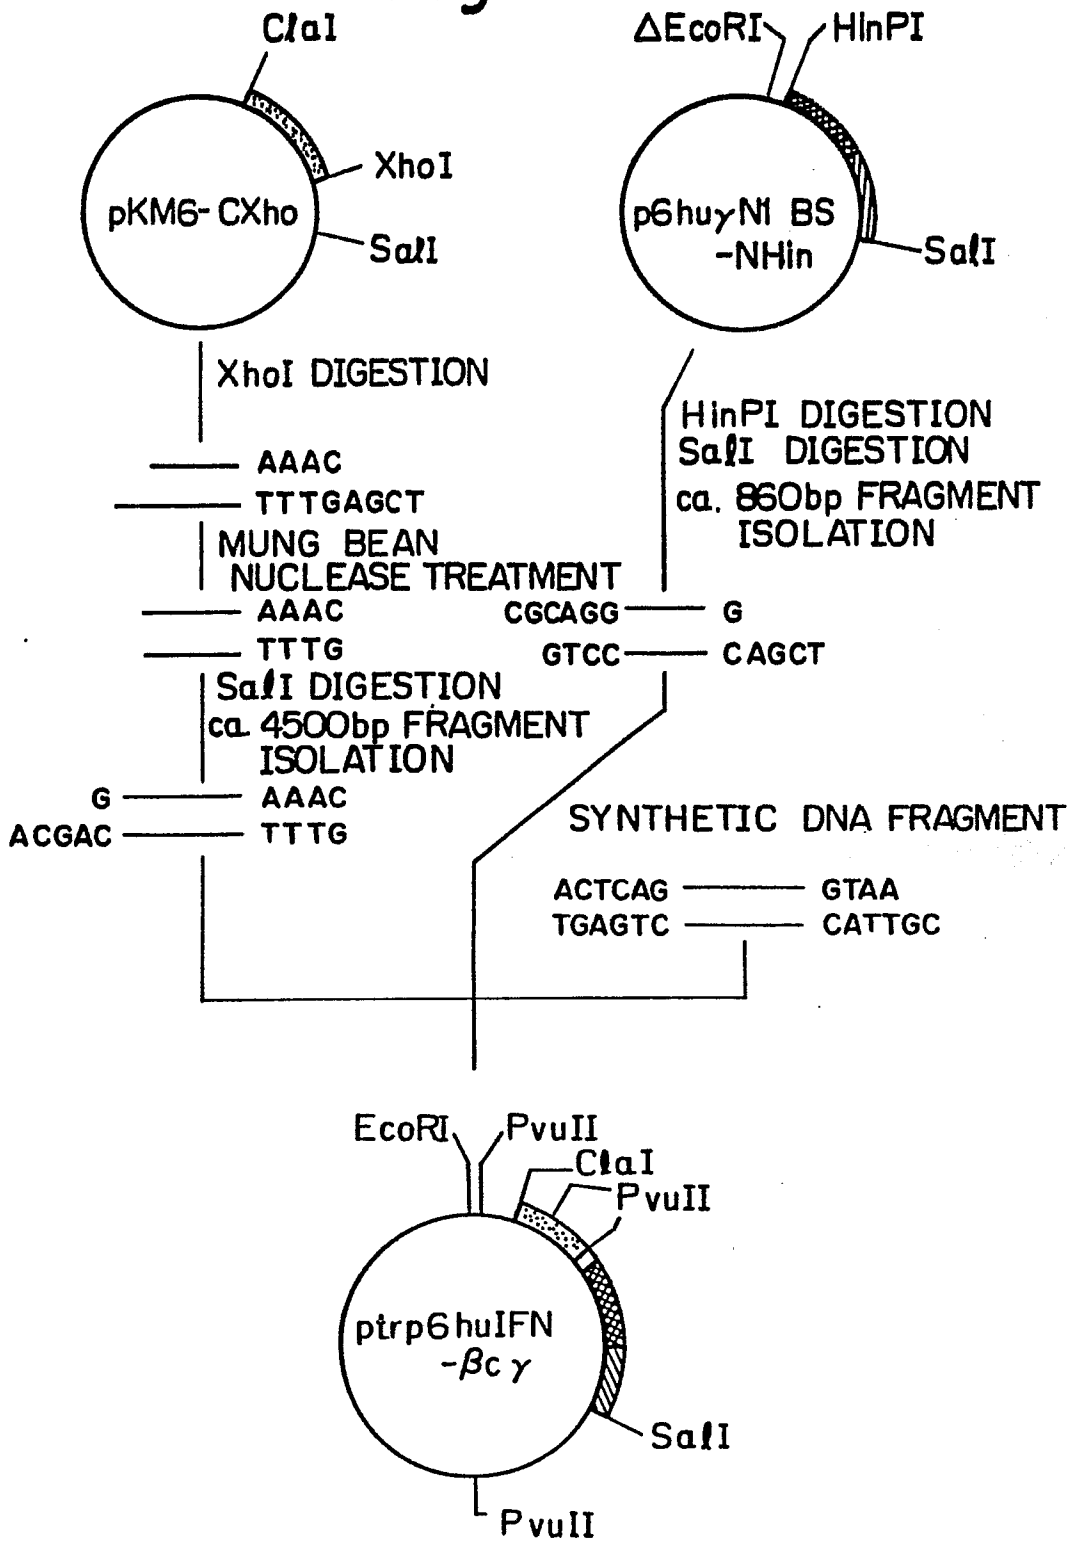 ClaI
XhoI
pKM6-CXho
SalI
ΔEcoRI
HinPI
p6huγN1 BS
-NHin
SalI
XhoI DIGESTION
AAAC
TTTGAGCT
MUNG BEAN
NUCLEASE TREATMENT
AAAC
TTTG
SalI DIGESTION
ca. 4500bp FRAGMENT
ISOLATION
G AAAC
ACGAC TTTG
HinPI DIGESTION
SalI DIGESTION
ca. 860bp FRAGMENT
ISOLATION
CGCAGG G
GTCC CAGCT
SYNTHETIC DNA FRAGMENT
ACTCAG GTAA
TGAGTC CATTGC
EcoRI
PvuII
ClaI
PvuII
ptrp6huIFN
-βcγ
SalI
PvuII